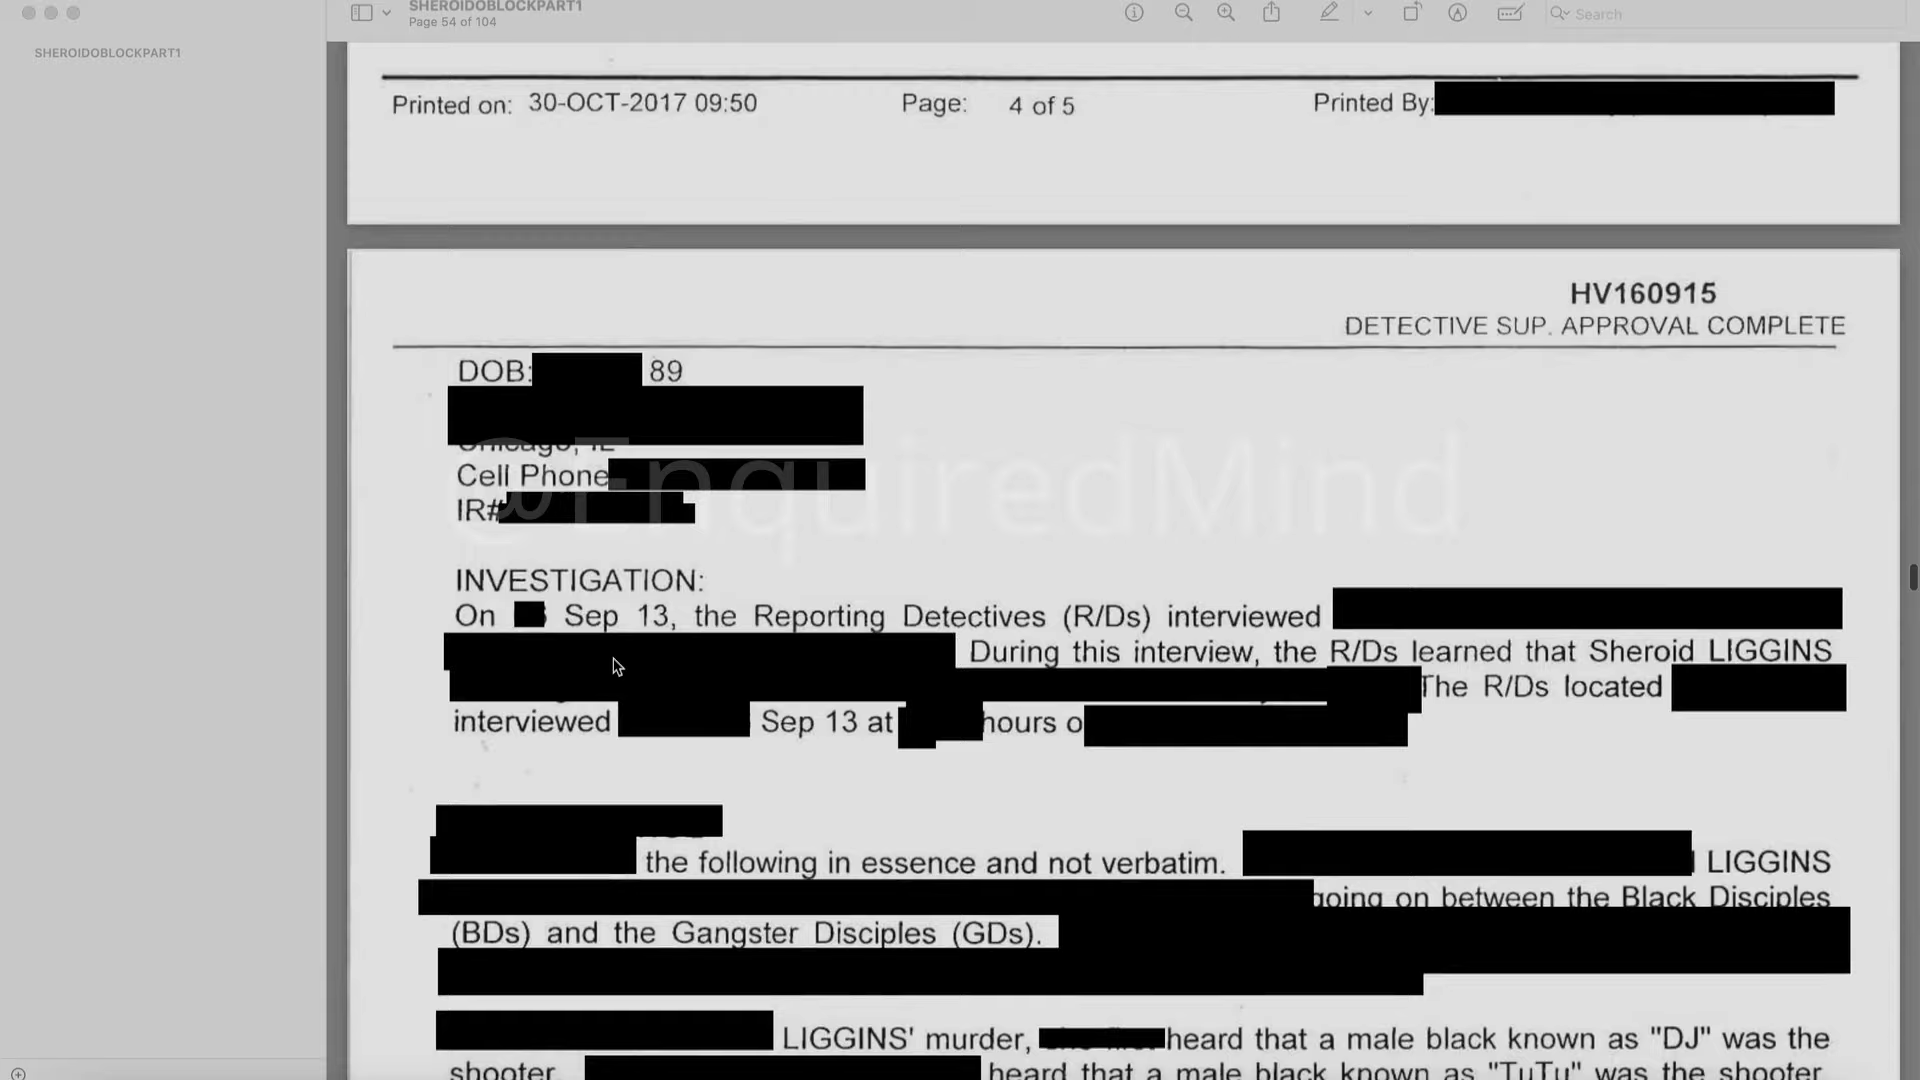 SHEROIDOBLOCKPART1
Page 54 of 104
Search
SHEROIDOBLOCKPART1
Printed on: 30-OCT-2017 09:50 Page: 4 of 5 Printed By:
HV160915
DETECTIVE SUP. APPROVAL COMPLETE
DOB: 89
Chicago, IL
Cell Phone
IR#
@EnquiredMind
INVESTIGATION:
On Sep 13, the Reporting Detectives (R/Ds) interviewed
During this interview, the R/Ds learned that Sheroid LIGGINS
The R/Ds located
interviewed Sep 13 at hours o
the following in essence and not verbatim. LIGGINS
going on between the Black Disciples
(BDs) and the Gangster Disciples (GDs).
LIGGINS' murder, heard that a male black known as "DJ" was the
shooter. heard that a male black known as "TuTu" was the shooter.